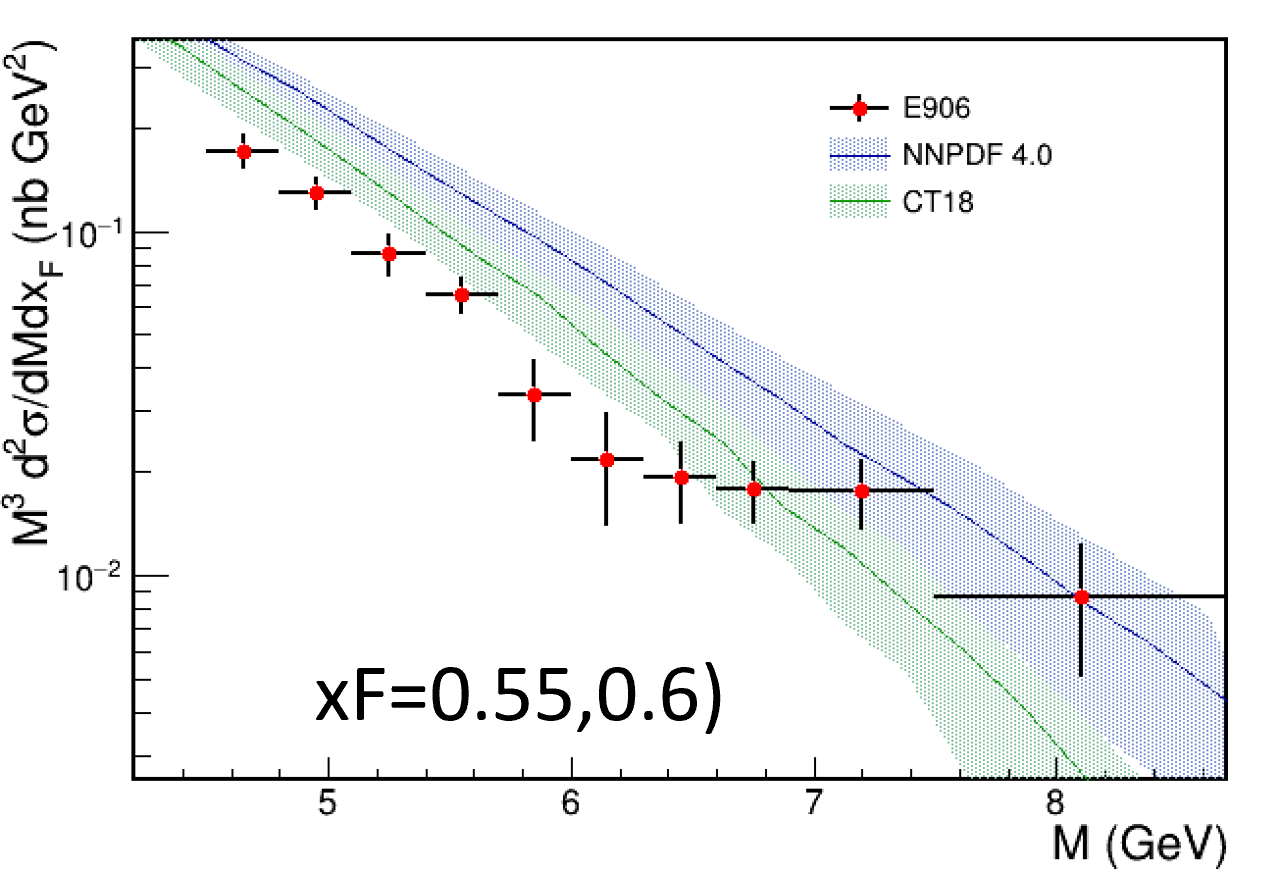 M³ d²σ/dMdx_F (nb GeV²)
E906
NNPDF 4.0
CT18
10⁻¹
10⁻²
xF=0.55,0.6)
5 6 7 8
M (GeV)